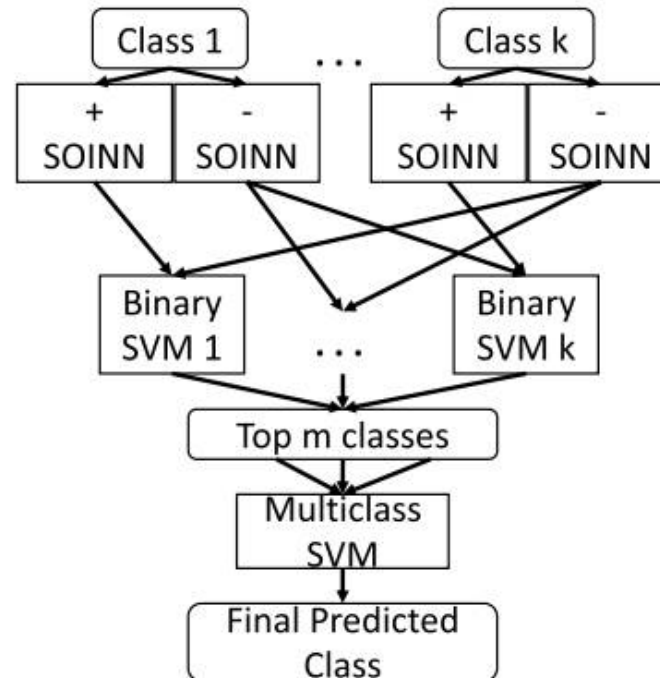 Class 1
. . .
Class k
+
SOINN
-
SOINN
+
SOINN
-
SOINN
Binary
SVM 1
. . .
Binary
SVM k
Top m classes
Multiclass
SVM
Final Predicted
Class